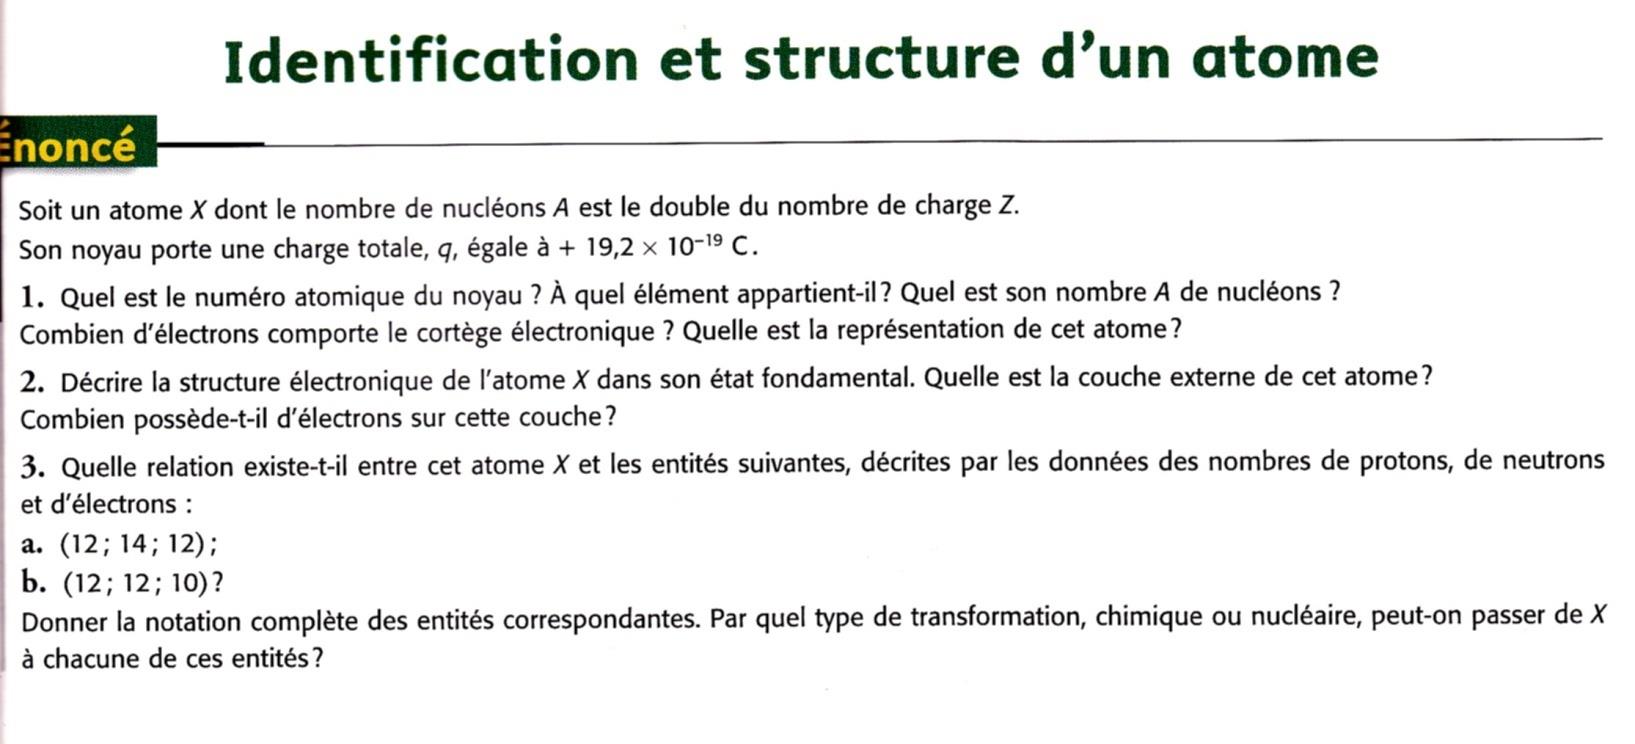 Identification et structure d'un atome
Énoncé
Soit un atome X dont le nombre de nucléons A est le double du nombre de charge Z.
Son noyau porte une charge totale, q, égale à + 19,2 × 10⁻¹⁹ C.
1. Quel est le numéro atomique du noyau ? À quel élément appartient-il? Quel est son nombre A de nucléons ?
Combien d'électrons comporte le cortège électronique ? Quelle est la représentation de cet atome?
2. Décrire la structure électronique de l'atome X dans son état fondamental. Quelle est la couche externe de cet atome?
Combien possède-t-il d'électrons sur cette couche?
3. Quelle relation existe-t-il entre cet atome X et les entités suivantes, décrites par les données des nombres de protons, de neutrons
et d'électrons :
a. (12; 14; 12);
b. (12; 12; 10)?
Donner la notation complète des entités correspondantes. Par quel type de transformation, chimique ou nucléaire, peut-on passer de X
à chacune de ces entités?